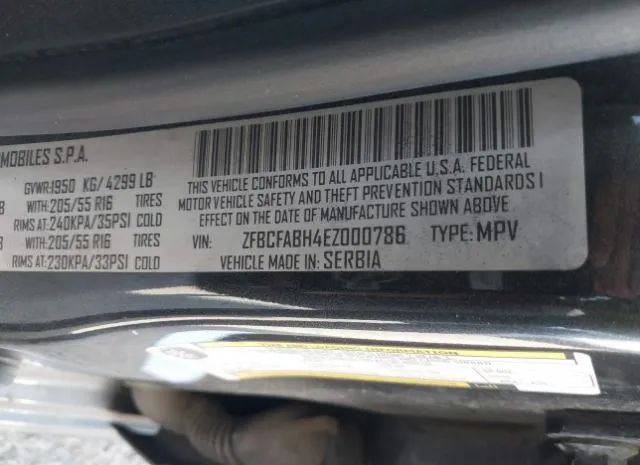 MOBILES S.P.A.
GVWR:1950 KG/ 4299 LB
B WITH:205/55 R16
RIMS AT:240KPA/35PSI COLD
B WITH:205/55 R16
RIMS AT:230KPA/33PSI COLD
THIS VEHICLE CONFORMS TO ALL APPLICABLE U.S.A. FEDERAL
MOTOR VEHICLE SAFETY AND THEFT PREVENTION STANDARDS I
EFFECT ON THE DATE OF MANUFACTURE SHOWN ABOVE.
VIN: ZFBCFABH4EZ000786 TYPE: MPV
VEHICLE MADE IN: SERBIA